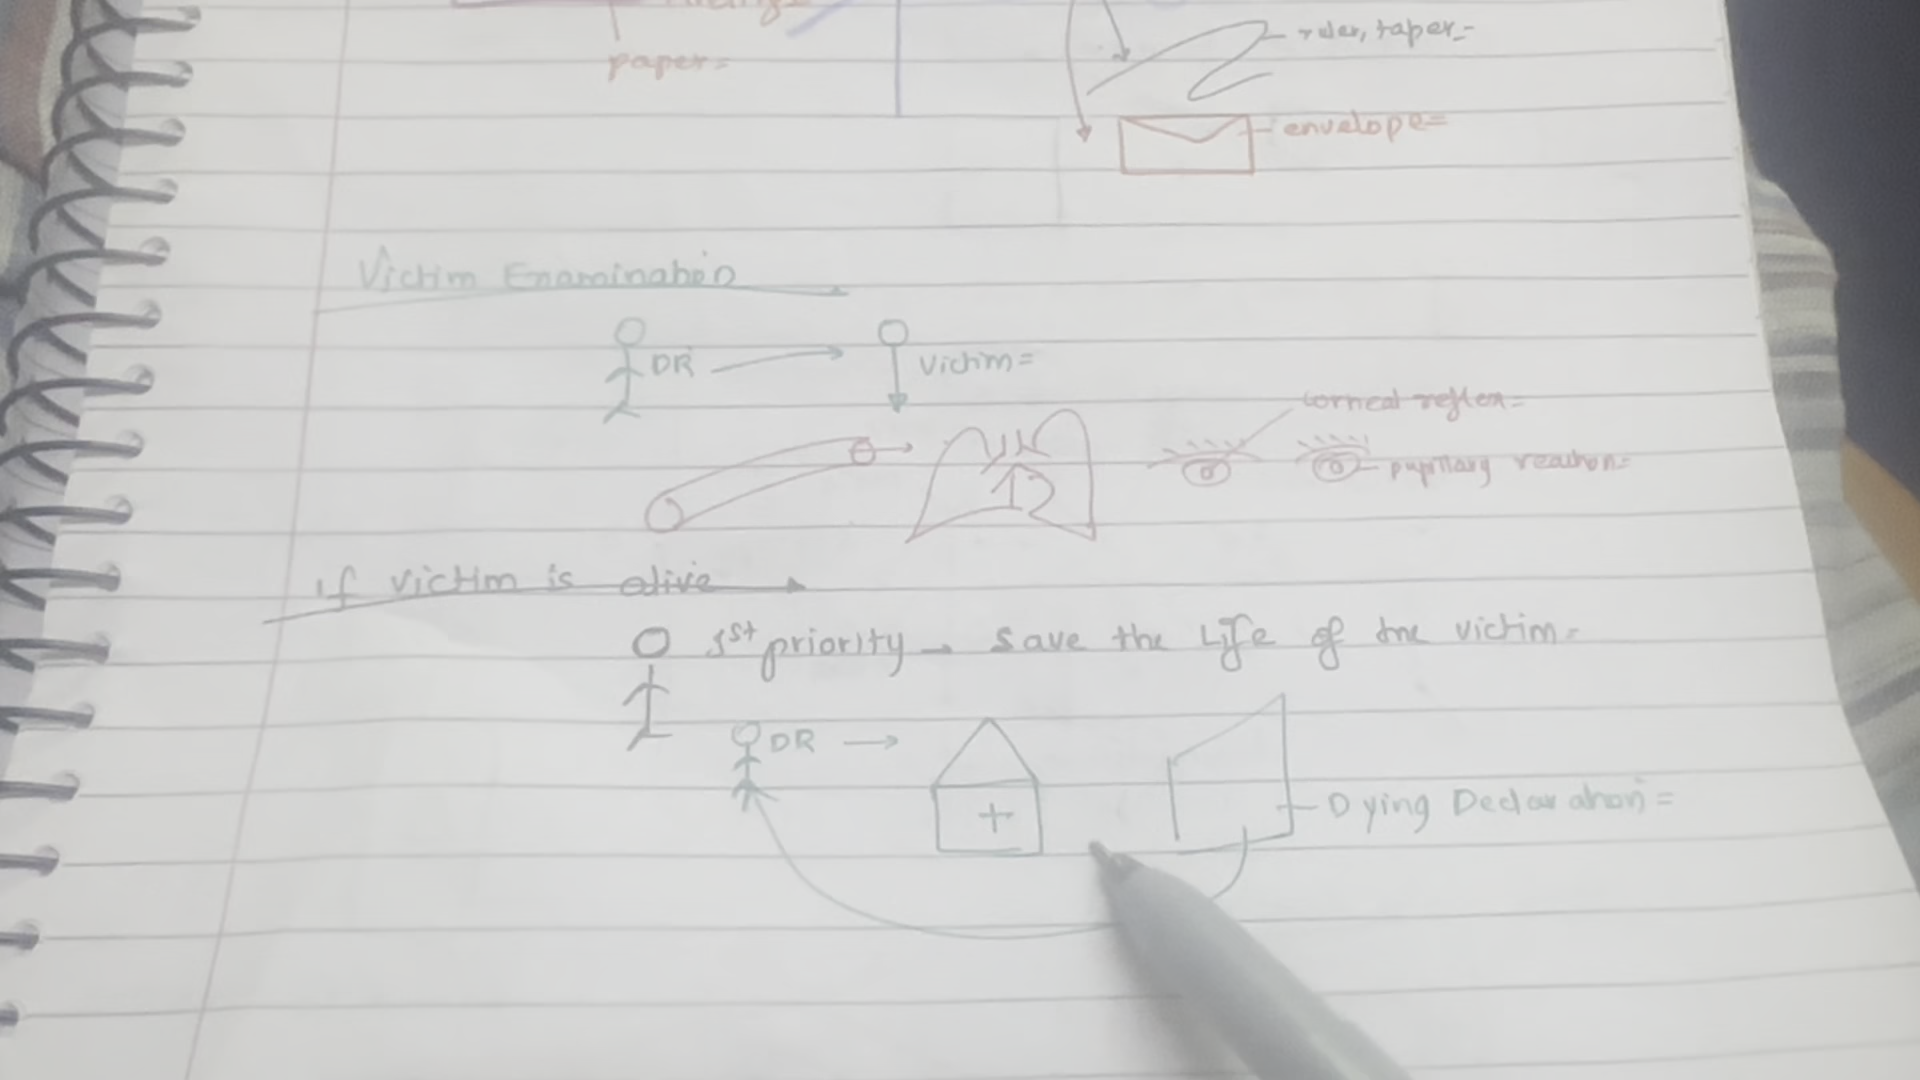 paper=
taper=
envelope=
Victim Examination
DR
Victim=
corneal reflex=
12
pupillary reaction=
if victim is alive
1st priority → Save the Life of the victim=
DR
+
Dying Declaration=